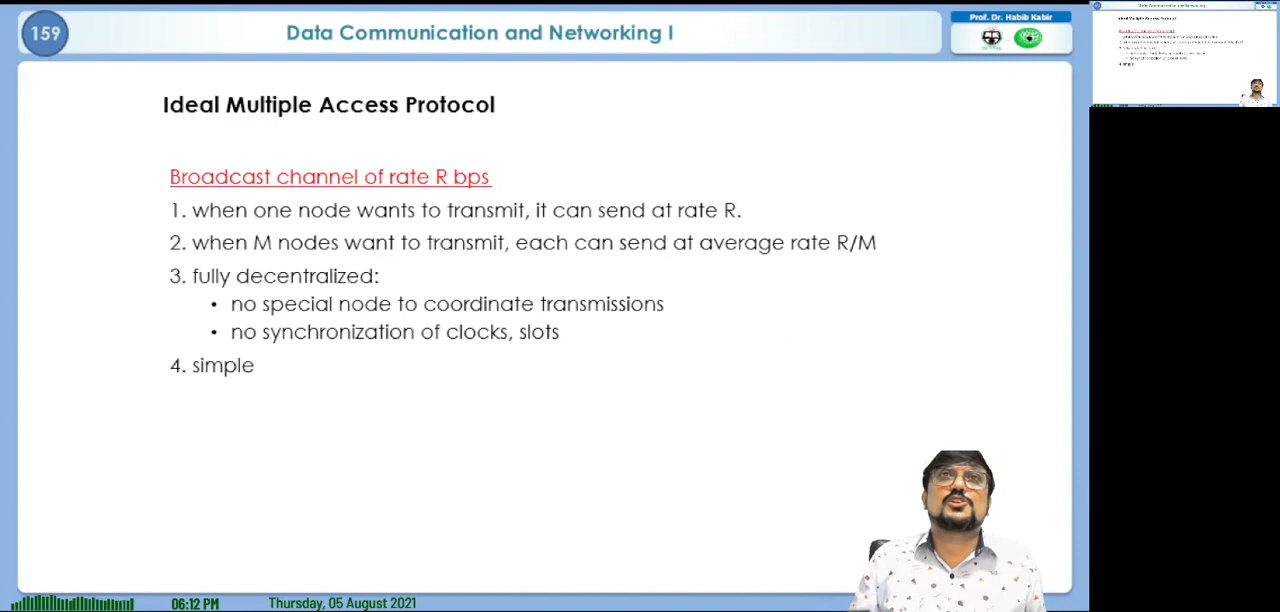 159
Data Communication and Networking I
Prof. Dr. Habib Kabir
Ideal Multiple Access Protocol
Broadcast channel of rate R bps
1. when one node wants to transmit, it can send at rate R.
2. when M nodes want to transmit, each can send at average rate R/M
3. fully decentralized:
• no special node to coordinate transmissions
• no synchronization of clocks, slots
4. simple
06:12 PM Thursday, 05 August 2021